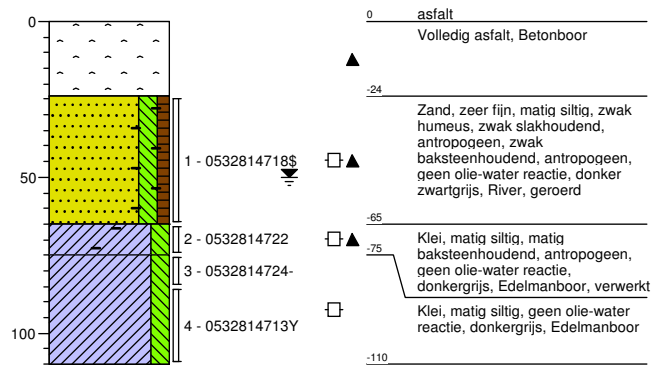 0
50
100
1 - 0532814718$
2 - 0532814722
3 - 0532814724-
4 - 0532814713Y
0 asfalt
Volledig asfalt, Betonboor
-24
Zand, zeer fijn, matig siltig, zwak
humeus, zwak slakhoudend,
antropogeen, zwak
baksteenhoudend, antropogeen,
geen olie-water reactie, donker
zwartgrijs, River, geroerd
-65
Klei, matig siltig, matig
baksteenhoudend, antropogeen,
geen olie-water reactie,
donkergrijs, Edelmanboor, verwerkt
-75
Klei, matig siltig, geen olie-water
reactie, donkergrijs, Edelmanboor
-110